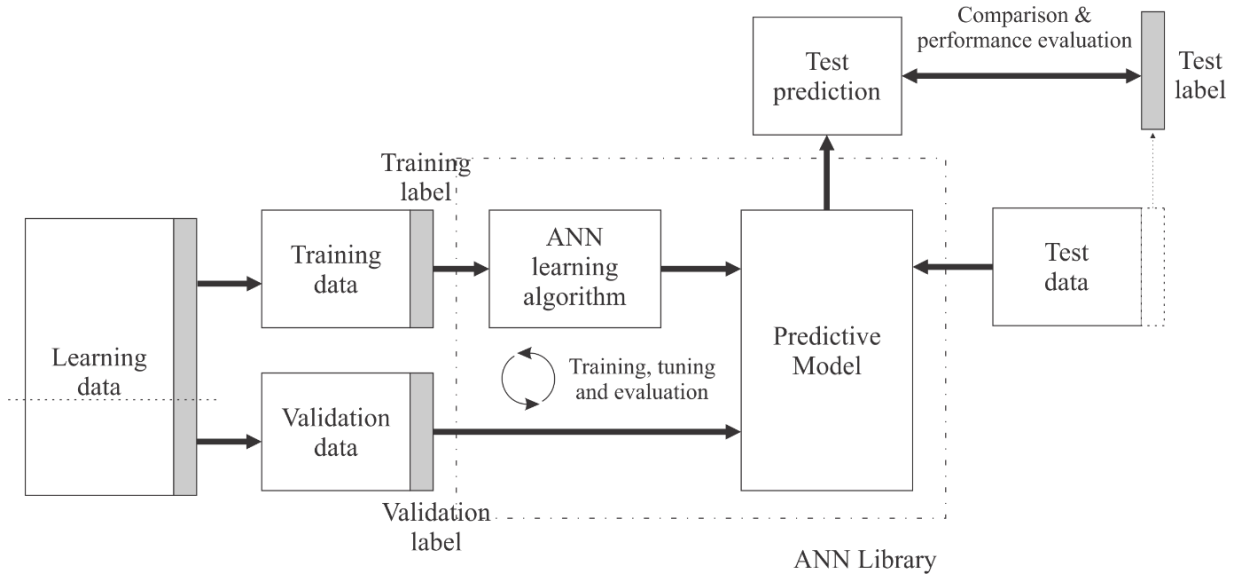 Comparison &
performance evaluation
Test
label
Test
prediction
Training
label
Learning
data
Training
data
ANN
learning
algorithm
Predictive
Model
Test
data
Training, tuning
and evaluation
Validation
data
Validation
label
ANN Library